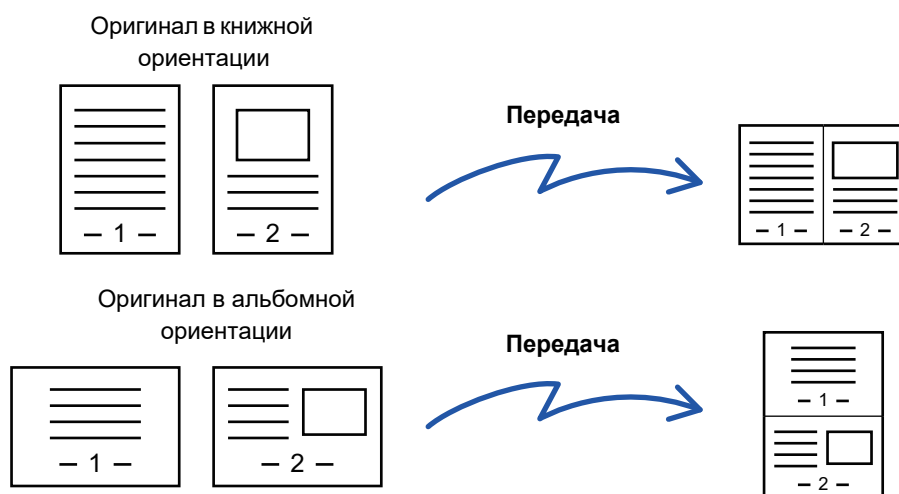 Оригинал в книжной
ориентации
Передача
– 1 –
– 2 –
– 1 –
– 2 –
Оригинал в альбомной
ориентации
Передача
– 1 –
– 2 –
– 1 –
– 2 –